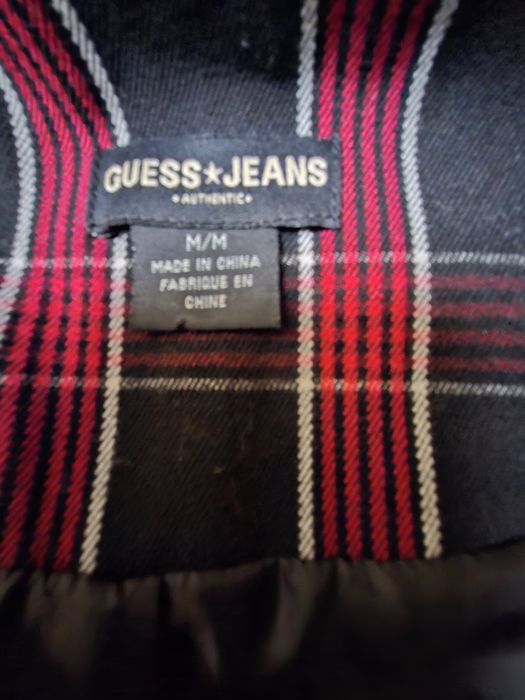 GUESS★JEANS
•AUTHENTIC•
M/M
MADE IN CHINA
FABRIQUE EN
CHINE